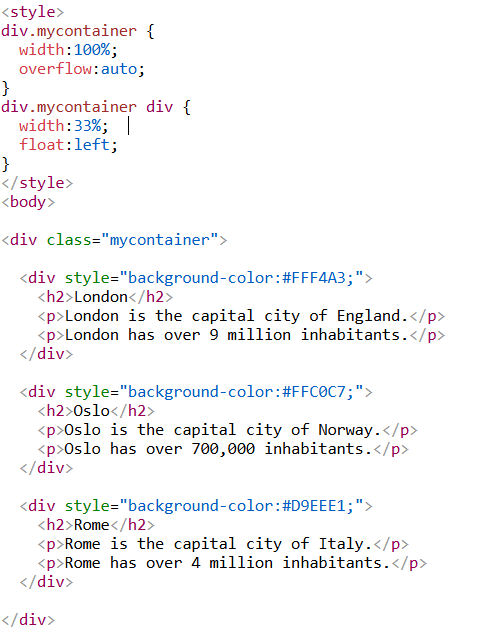 <style>
div.mycontainer {
  width:100%;
  overflow:auto;
}
div.mycontainer div {
  width:33%;
  float:left;
}
</style>
<body>

<div class="mycontainer">

  <div style="background-color:#FFF4A3;">
    <h2>London</h2>
    <p>London is the capital city of England.</p>
    <p>London has over 9 million inhabitants.</p>
  </div>

  <div style="background-color:#FFC0C7;">
    <h2>Oslo</h2>
    <p>Oslo is the capital city of Norway.</p>
    <p>Oslo has over 700,000 inhabitants.</p>
  </div>

  <div style="background-color:#D9EEE1;">
    <h2>Rome</h2>
    <p>Rome is the capital city of Italy.</p>
    <p>Rome has over 4 million inhabitants.</p>
  </div>

</div>